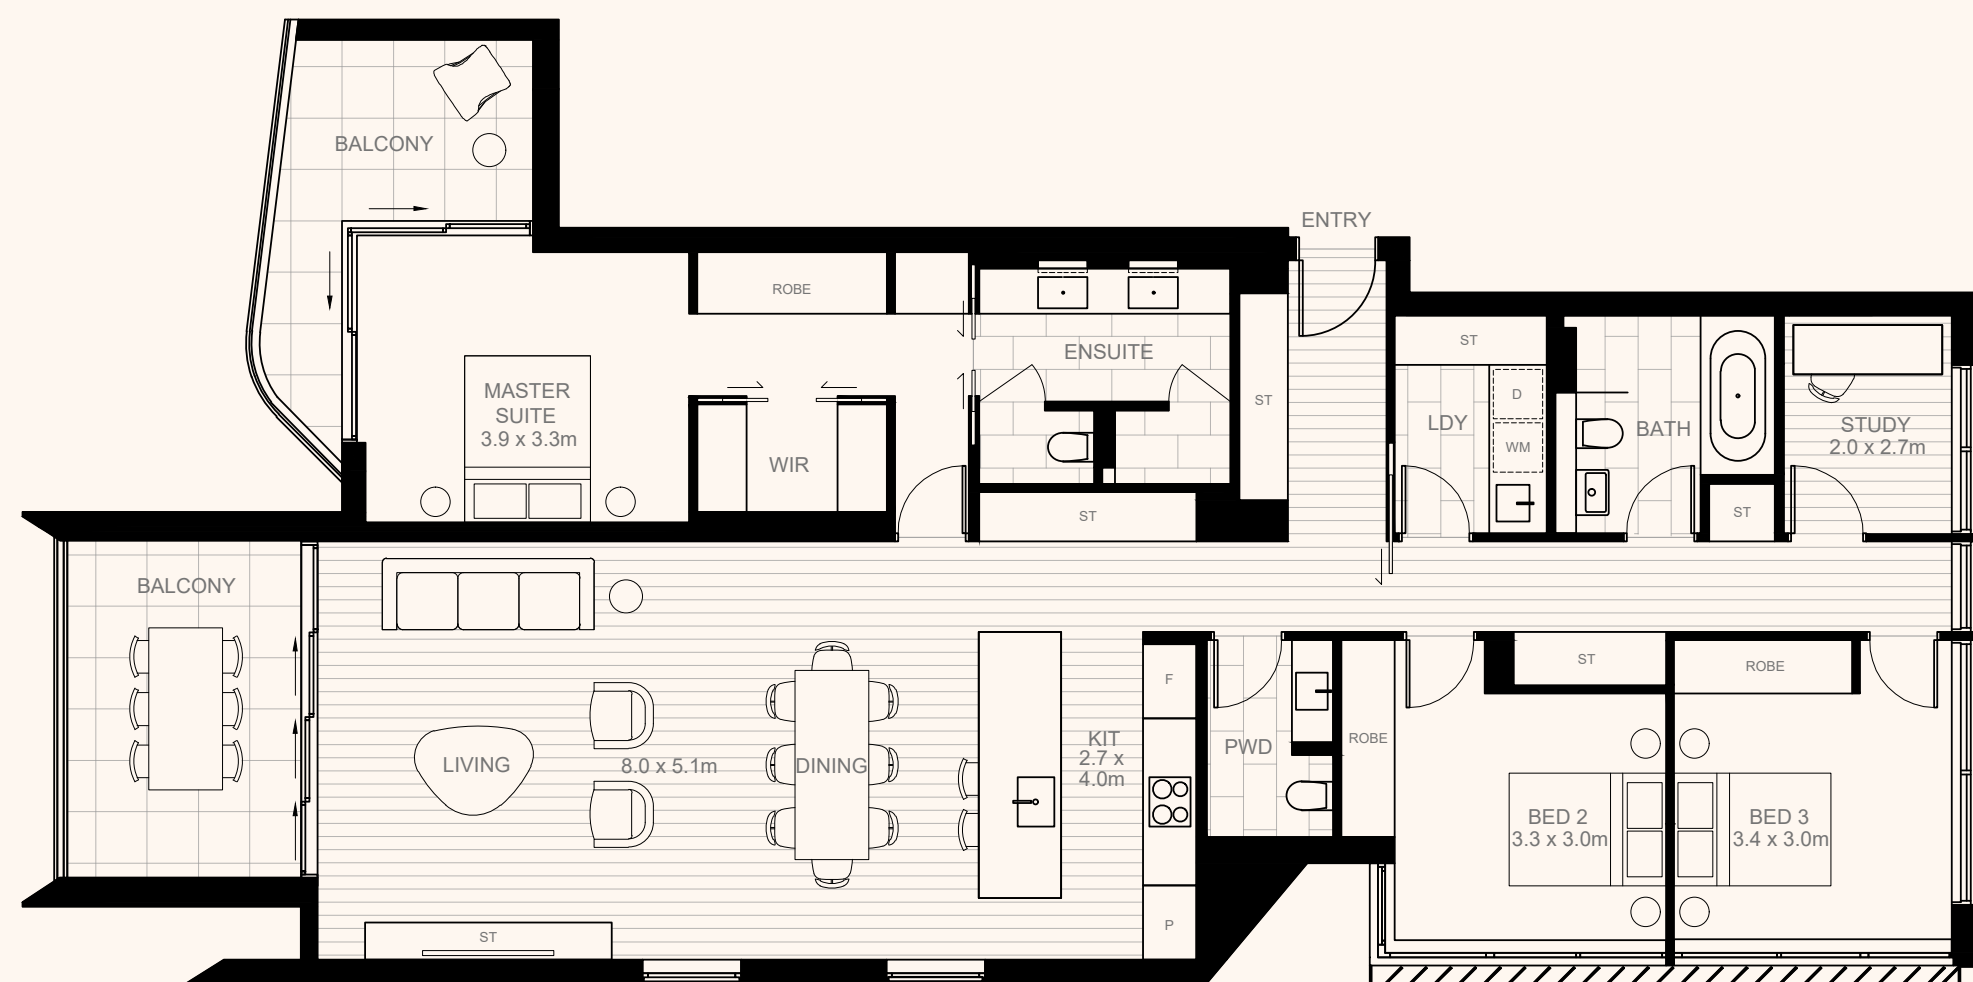 BALCONY
ENTRY
ROBE
ENSUITE
ST
ST
MASTER
SUITE
3.9 x 3.3m
WIR
ST
LDY
D
WM
BATH
ST
STUDY
2.0 x 2.7m
BALCONY
LIVING
8.0 x 5.1m
DINING
KIT
2.7 x
4.0m
F
P
ST
PWD
ROBE
ST
ROBE
BED 2
3.3 x 3.0m
BED 3
3.4 x 3.0m